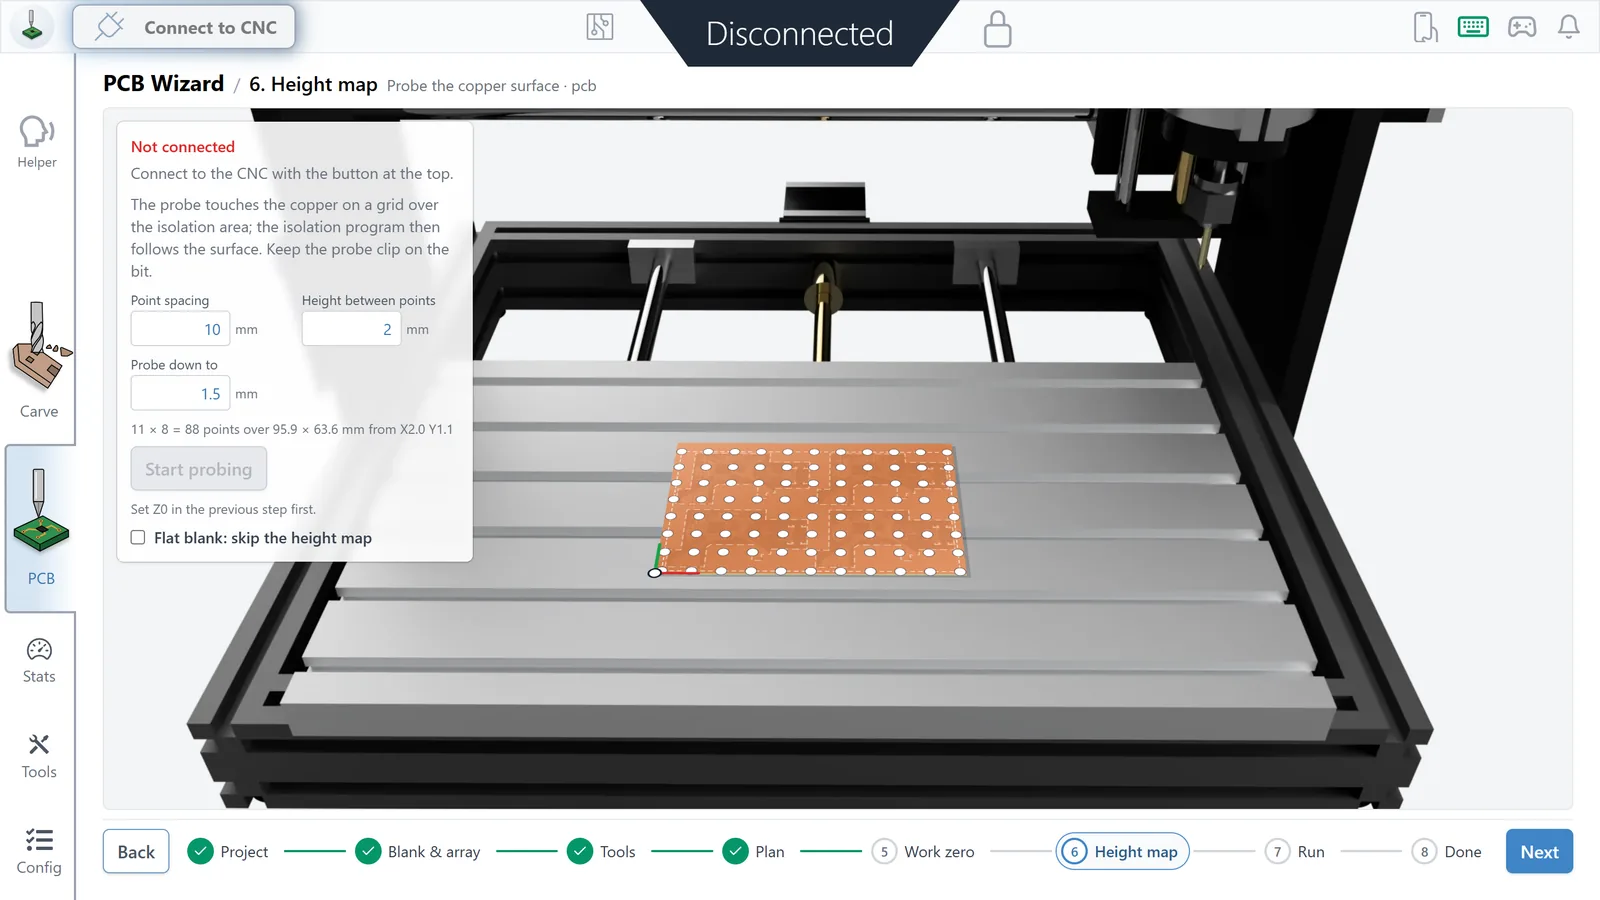 Connect to CNC
Disconnected
PCB Wizard / 6. Height map Probe the copper surface · pcb
Helper
Carve
PCB
Stats
Tools
Config
Not connected
Connect to the CNC with the button at the top.
The probe touches the copper on a grid over
the isolation area; the isolation program then
follows the surface. Keep the probe clip on the
bit.
Point spacing
10 mm
Height between points
2 mm
Probe down to
1.5 mm
11 × 8 = 88 points over 95.9 × 63.6 mm from X2.0 Y1.1
Start probing
Set Z0 in the previous step first.
Flat blank: skip the height map
Back
Project
Blank & array
Tools
Plan
5 Work zero
6 Height map
7 Run
8 Done
Next